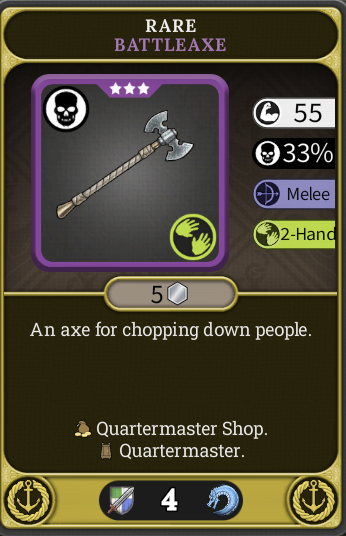 RARE
BATTLEAXE
55
33%
Melee
2-Hand
5
An axe for chopping down people.
Quartermaster Shop.
Quartermaster.
4